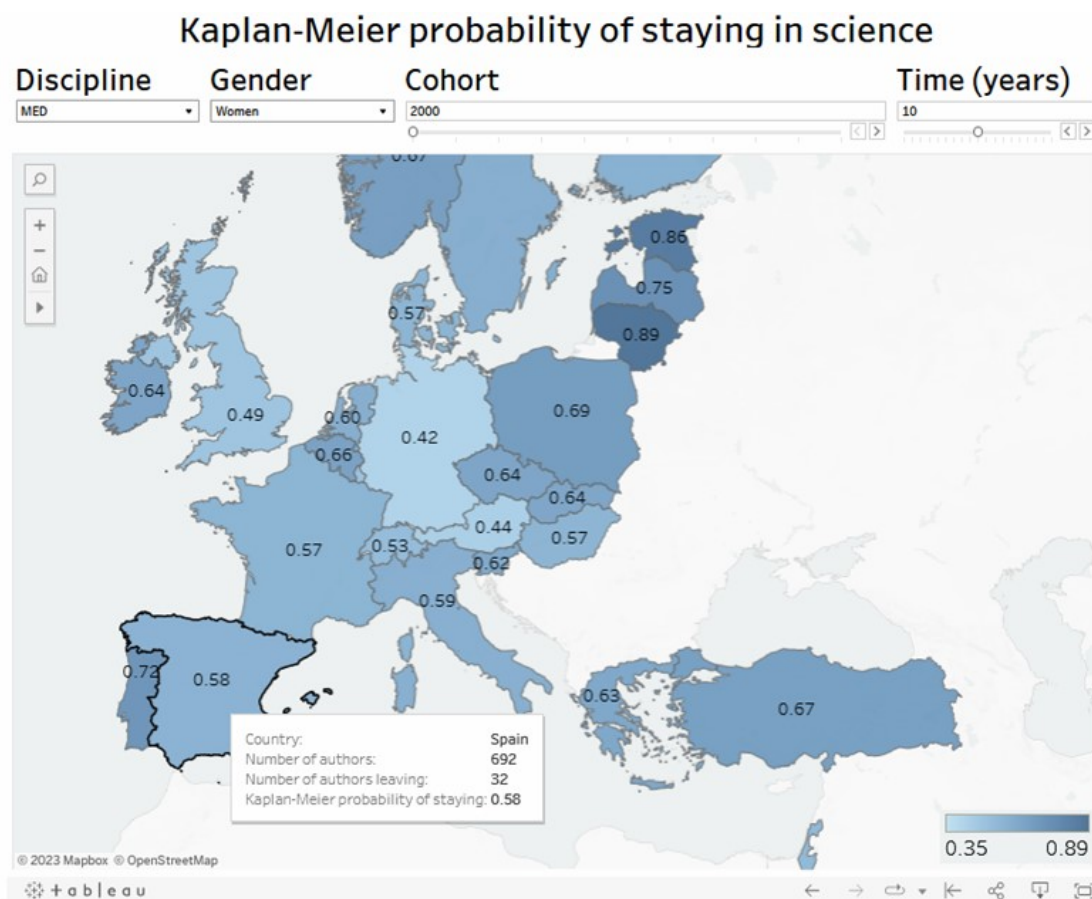 Kaplan-Meier probability of staying in science
Discipline Gender Cohort Time (years)
MED Women 2000 10
0.67
0.86
0.75
0.57
0.89
0.64
0.49
0.60
0.42
0.69
0.66
0.64
0.64
0.44
0.57
0.53
0.57
0.62
0.59
0.72
0.58
0.63
0.67
Country: Spain
Number of authors: 692
Number of authors leaving: 32
Kaplan-Meier probability of staying: 0.58
0.35 0.89
© 2023 Mapbox © OpenStreetMap
+ableau